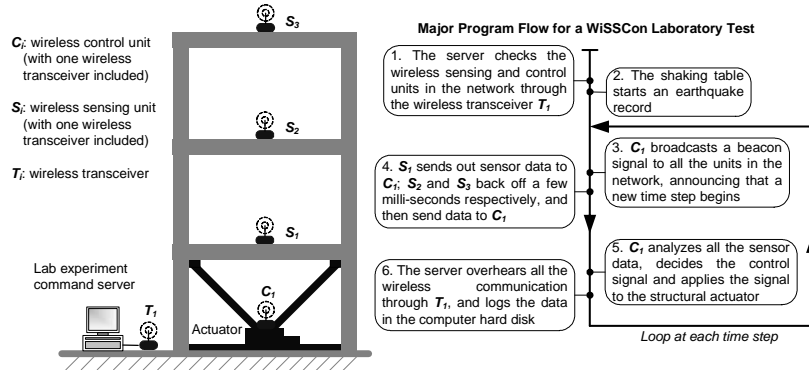 S3
Ci: wireless control unit
(with one wireless
transceiver included)
Si: wireless sensing unit
(with one wireless
transceiver included)
Ti: wireless transceiver
S2
S1
Lab experiment
command server
T1
C1
Actuator
Major Program Flow for a WiSSCon Laboratory Test
1. The server checks the
wireless sensing and control
units in the network through
the wireless transceiver T1
2. The shaking table
starts an earthquake
record
3. C1 broadcasts a beacon
signal to all the units in the
network, announcing that a
new time step begins
4. S1 sends out sensor data to
C1; S2 and S3 back off a few
milli-seconds respectively, and
then send data to C1
5. C1 analyzes all the sensor
data, decides the control
signal and applies the signal
to the structural actuator
6. The server overhears all the
wireless communication
through T1, and logs the data
in the computer hard disk
Loop at each time step